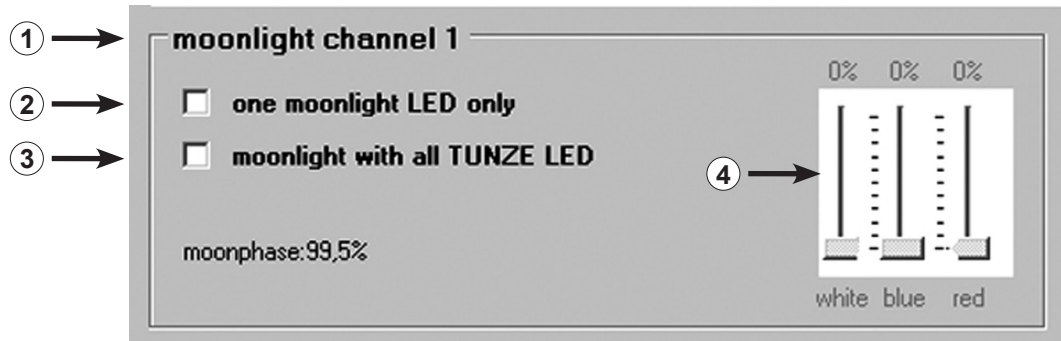 1 moonlight channel 1
2 one moonlight LED only
3 moonlight with all TUNZE LED
moonphase:99,5%
0% 0% 0%
4
white blue red